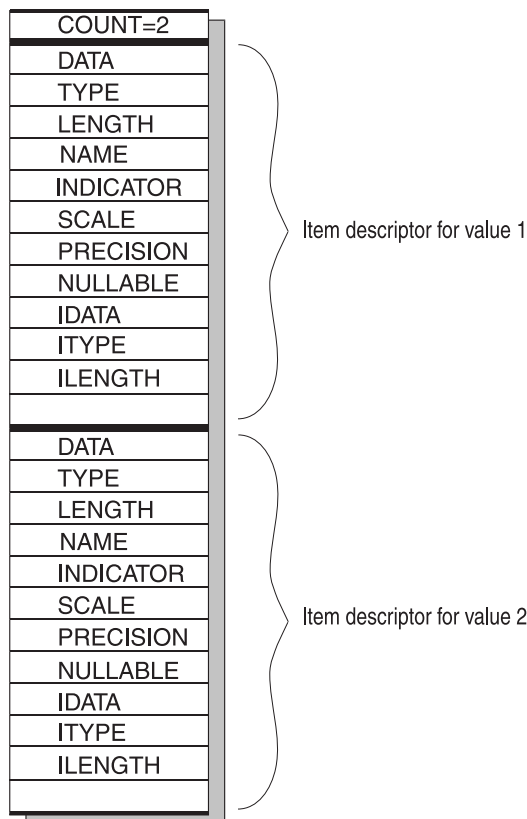 COUNT=2
DATA
TYPE
LENGTH
NAME
INDICATOR
SCALE
PRECISION
NULLABLE
IDATA
ITYPE
ILENGTH
Item descriptor for value 1
DATA
TYPE
LENGTH
NAME
INDICATOR
SCALE
PRECISION
NULLABLE
IDATA
ITYPE
ILENGTH
Item descriptor for value 2